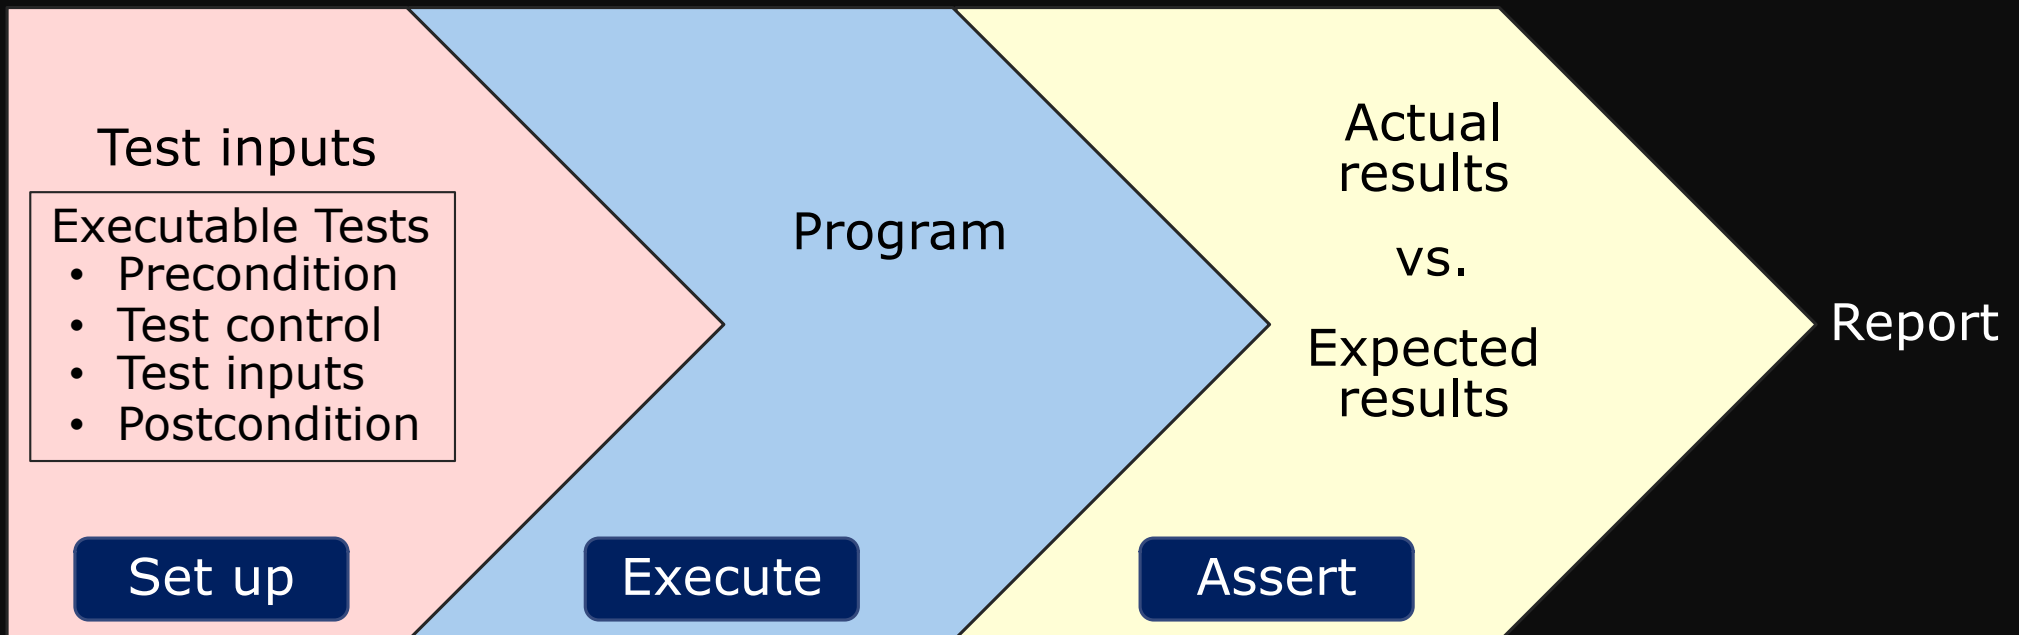 Test inputs
Executable Tests
• Precondition
• Test control
• Test inputs
• Postcondition
Set up
Program
Execute
Actual
results
vs.
Expected
results
Assert
Report